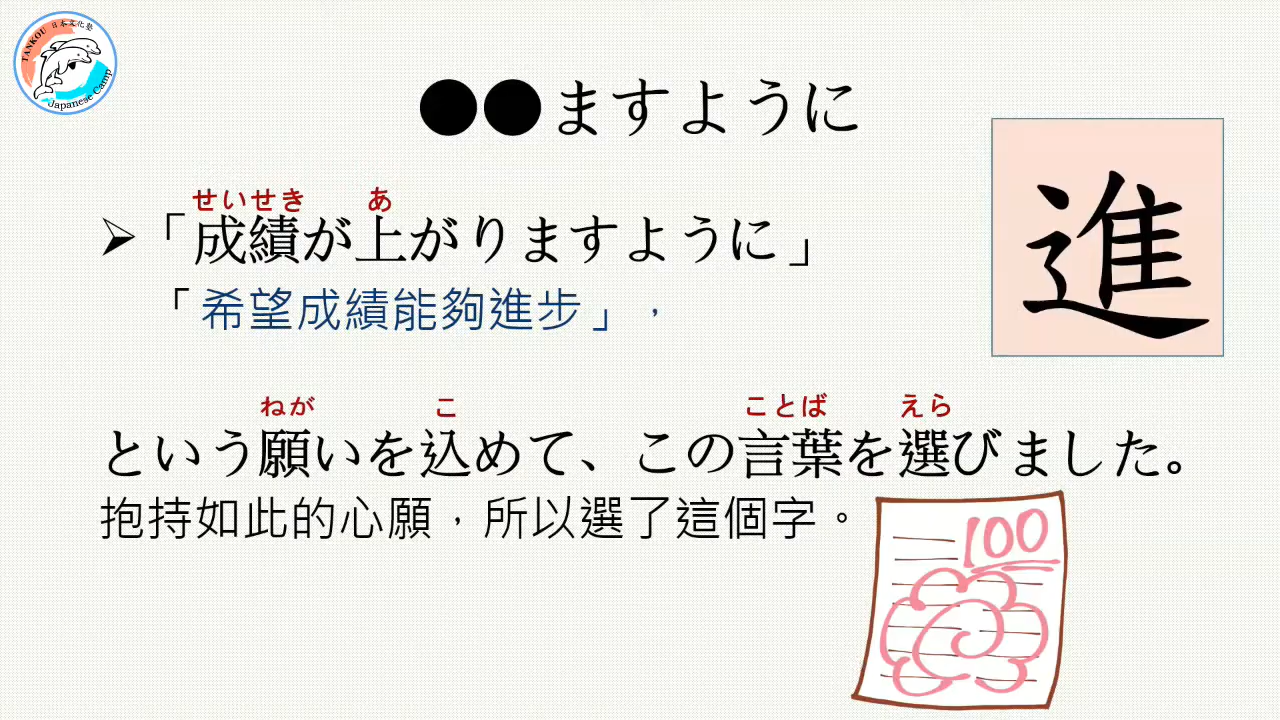 TANKOU 日本文化塾
Japanese Camp
●●ますように
進
せいせき あ
➢「成績が上がりますように」
「希望成績能夠進步」，
ねが こ ことば えら
という願いを込めて、この言葉を選びました。
抱持如此的心願，所以選了這個字。
100